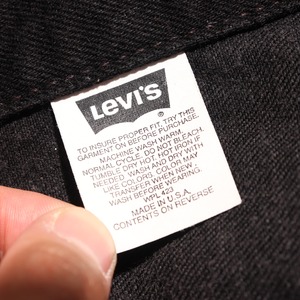 LEVI'S
®
TO INSURE PROPER FIT, TRY THIS
GARMENT ON BEFORE PURCHASE.
MACHINE WASH WARM,
NORMAL CYCLE. DO NOT BLEACH.
TUMBLE DRY HOT, HOT IRON IF
NEEDED. WASH AND DRY WITH
LIKE COLORS. COLOR MAY
TRANSFER WHEN NEW.
WASH BEFORE WEARING.
WPL 423
MADE IN U.S.A.
CONTENTS ON REVERSE